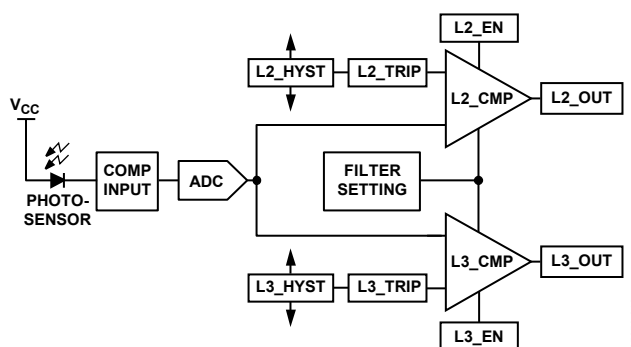 L2_EN
L2_HYST
L2_TRIP
L2_CMP
L2_OUT
VCC
COMP
INPUT
ADC
FILTER
SETTING
PHOTO-
SENSOR
L3_HYST
L3_TRIP
L3_CMP
L3_OUT
L3_EN